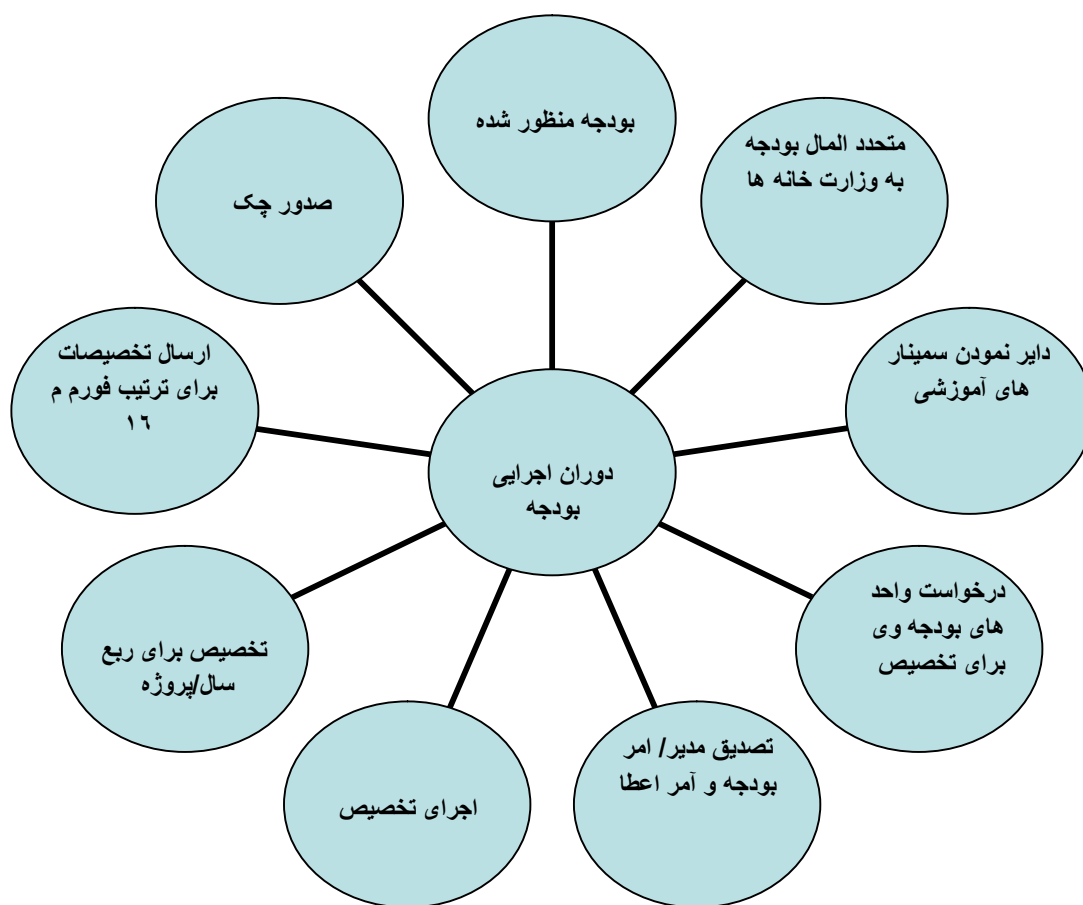 بودجه منظور شده
متحدد المال بودجه
به وزارت خانه ها
دایر نمودن سمینار
های آموزشی
درخواست واحد
های بودجه وی
برای تخصیص
تصدیق مدیر/ امر
بودجه و آمر اعطا
اجرای تخصیص
تخصیص برای ربع
سال/پروژه
ارسال تخصیصات
برای ترتیب فورم م
١٦
صدور چک
دوران اجرایی
بودجه